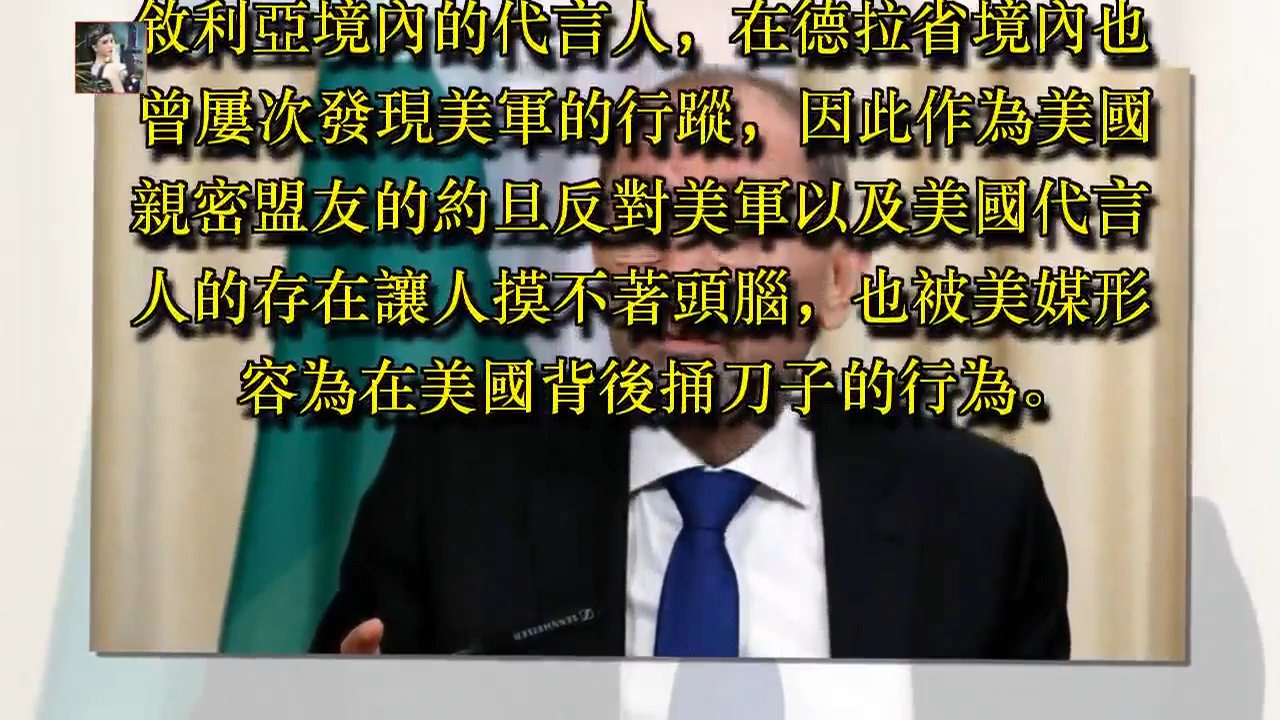 敘利亞境內的代言人，在德拉省境內也
曾屢次發現美軍的行蹤，因此作為美國
親密盟友的約旦反對美軍以及美國代言
人的存在讓人摸不著頭腦，也被美媒形
容為在美國背後捅刀子的行為。
SENNHEISER